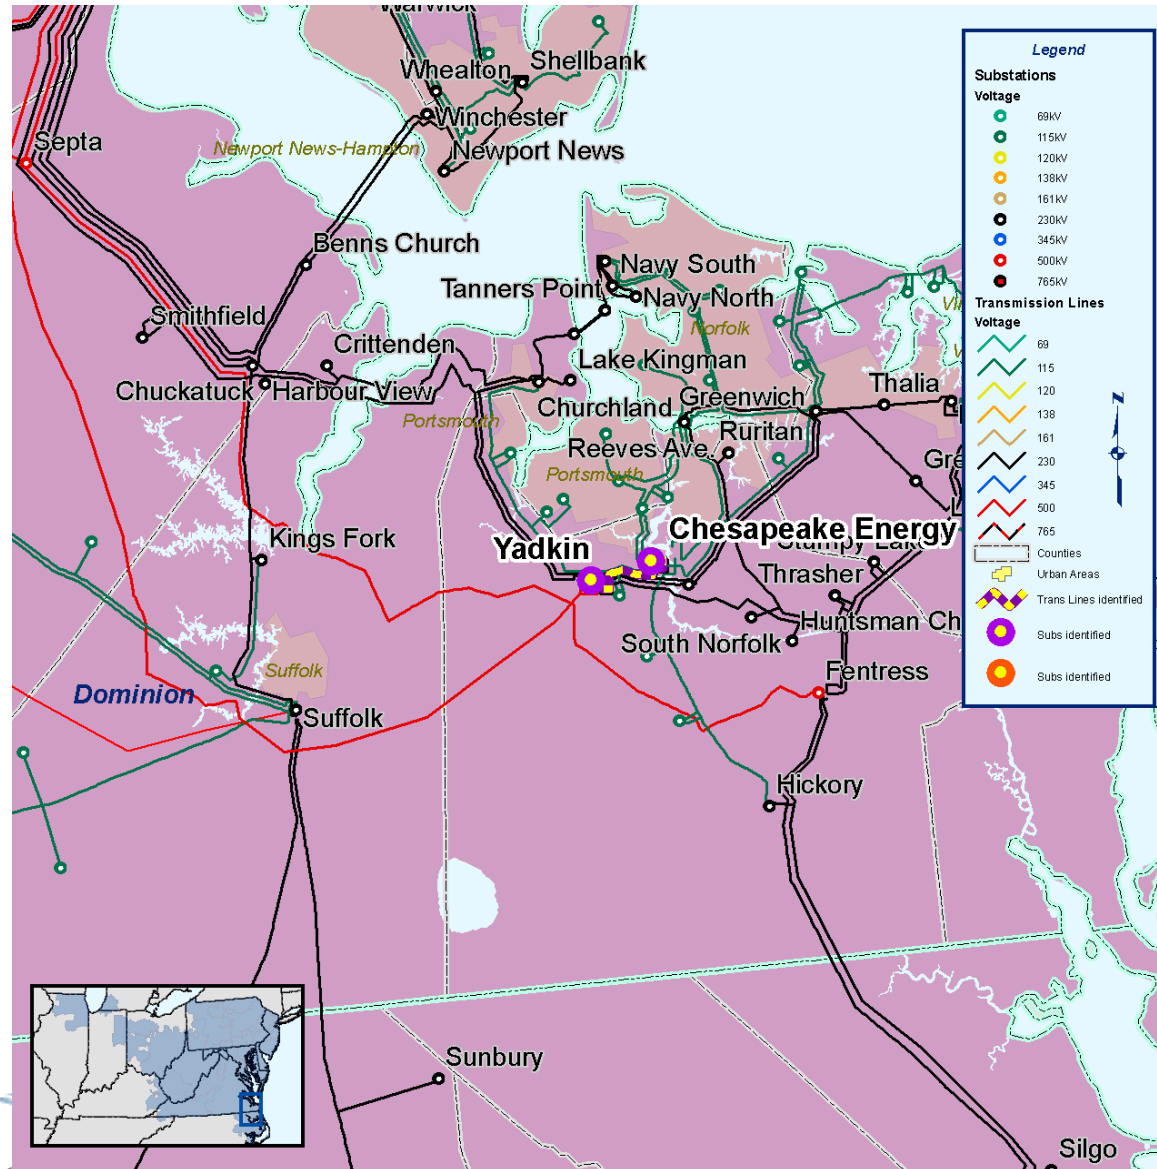 Warwick
Whealton
Shellbank
Winchester
Newport News-Hampton
Newport News
Septa
Benns Church
Navy South
Tanners Point
Navy North
Norfolk
Smithfield
Crittenden
Lake Kingman
Chuckatuck
Harbour View
Churchland
Greenwich
Thalia
Portsmouth
Reeves Ave.
Ruritan
Portsmouth
Gre
Kings Fork
Yadkin
Chesapeake Energy
Stumpy Lake
Thrasher
South Norfolk
Huntsman Ch
Suffolk
Fentress
Dominion
Suffolk
Hickory
Sunbury
Silgo
Legend
Substations
Voltage
69kV
115kV
120kV
138kV
161kV
230kV
345kV
500kV
765kV
Transmission Lines
Voltage
69
115
120
138
161
230
345
500
765
Counties
Urban Areas
Trans Lines identified
Subs identified
Subs identified
N